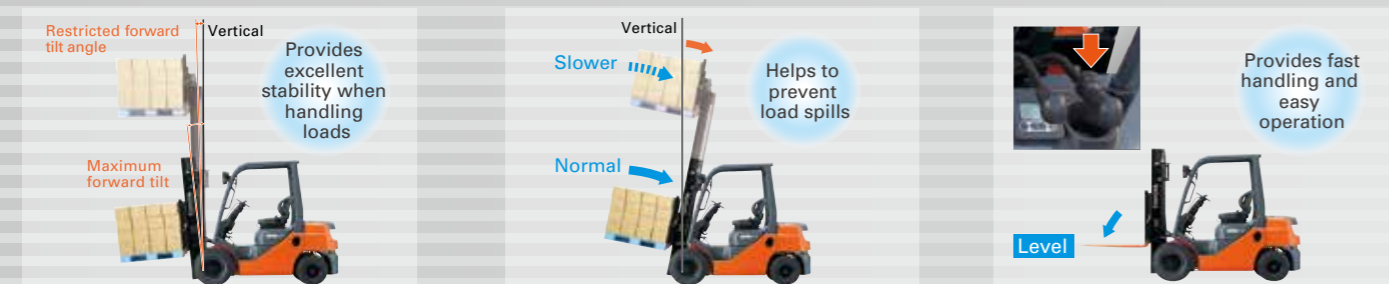 Restricted forward
tilt angle
Vertical
Provides
excellent
stability when
handling
loads
Maximum
forward tilt
Vertical
Slower
Normal
Helps to
prevent
load spills
Provides fast
handling and
easy
operation
Level